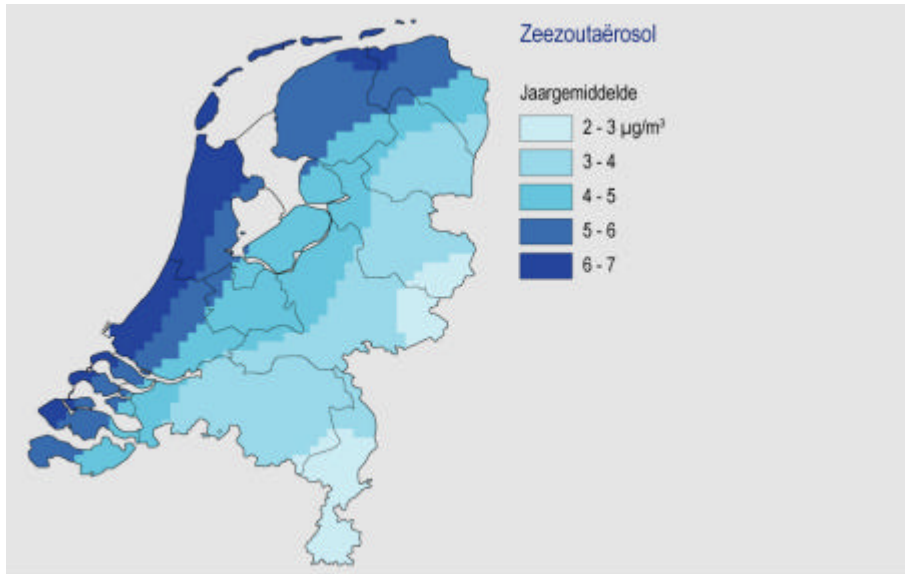 Zeezoutaërosol
Jaargemiddelde
2 - 3 µg/m³
3 - 4
4 - 5
5 - 6
6 - 7